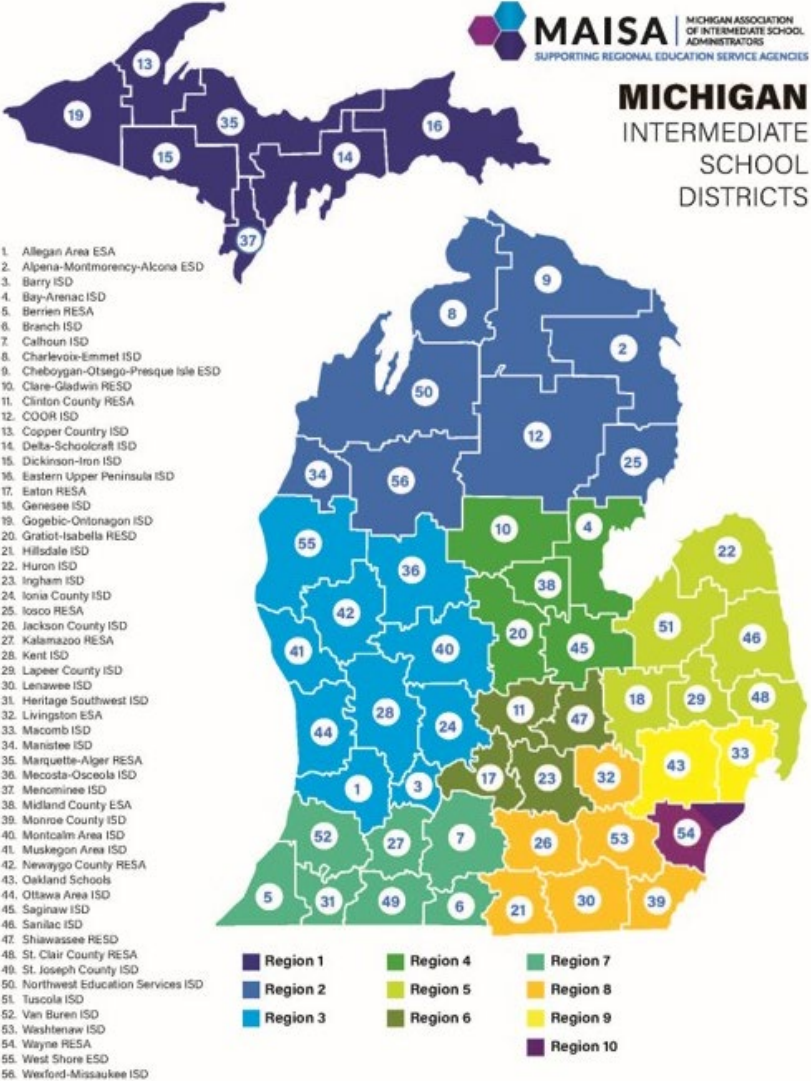 MAISA
MICHIGAN ASSOCIATION
OF INTERMEDIATE SCHOOL
ADMINISTRATORS
SUPPORTING REGIONAL EDUCATION SERVICE AGENCIES
MICHIGAN
INTERMEDIATE
SCHOOL
DISTRICTS
13
19
35
16
15
14
37
1. Allegan Area ESA
2. Alpena-Montmorency-Alcona ESD
3. Barry ISD
4. Bay-Arenac ISD
5. Berrien RESA
6. Branch ISD
7. Calhoun ISD
8. Charlevoix-Emmet ISD
9. Cheboygan-Otsego-Presque Isle ESD
10. Clare-Gladwin RESD
11. Clinton County RESA
12. COOR ISD
13. Copper Country ISD
14. Delta-Schoolcraft ISD
15. Dickinson-Iron ISD
16. Eastern Upper Peninsula ISD
17. Eaton RESA
18. Genesee ISD
19. Gogebic-Ontonagon ISD
20. Gratiot-Isabella RESD
21. Hillsdale ISD
22. Huron ISD
23. Ingham ISD
24. Ionia County ISD
25. Iosco RESA
26. Jackson County ISD
27. Kalamazoo RESA
28. Kent ISD
29. Lapeer County ISD
30. Lenawee ISD
31. Heritage Southwest ISD
32. Livingston ESA
33. Macomb ISD
34. Manistee ISD
35. Marquette-Alger RESA
36. Mecosta-Osceola ISD
37. Menominee ISD
38. Midland County ESA
39. Monroe County ISD
40. Montcalm Area ISD
41. Muskegon Area ISD
42. Newaygo County RESA
43. Oakland Schools
44. Ottawa Area ISD
45. Saginaw ISD
46. Sanilac ISD
47. Shiawassee RESD
48. St. Clair County RESA
49. St. Joseph County ISD
50. Northwest Education Services ISD
51. Tuscola ISD
52. Van Buren ISD
53. Washtenaw ISD
54. Wayne RESA
55. West Shore ESD
56. Wexford-Missaukee ISD
9
8
2
50
12
25
34
56
10
4
55
22
36
38
42
51
20
46
41
40
45
18
29
48
11
28
47
44
24
33
43
32
17
23
3
1
54
52
7
53
27
26
5
31
49
6
21
30
39
Region 1
Region 2
Region 3
Region 4
Region 5
Region 6
Region 7
Region 8
Region 9
Region 10